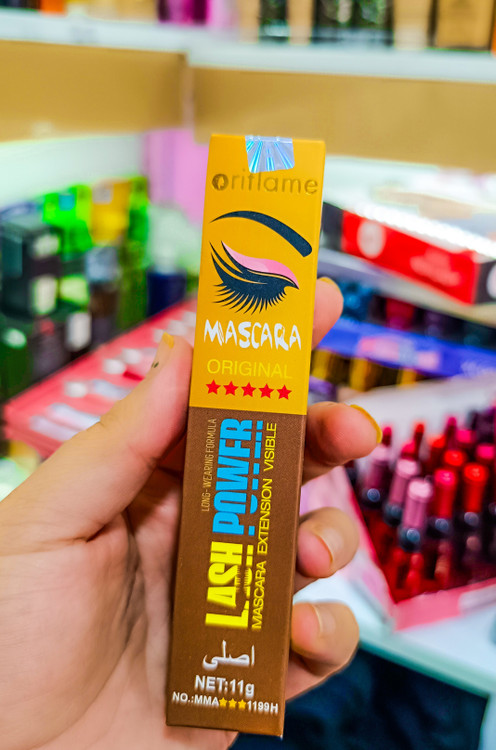 oriflame
MASCARA
ORIGINAL
LONG-WEARING FORMULA
LASH POWER
MASCARA EXTENSION VISIBLE
اصلی
NET:11g
NO.:MMA★★★1199H